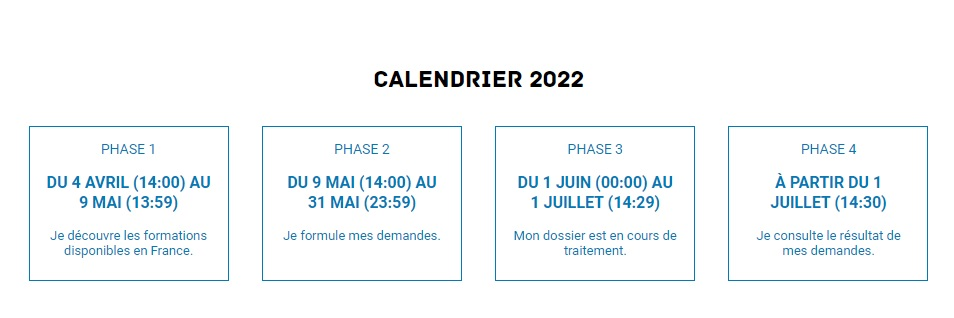 CALENDRIER 2022
PHASE 1
DU 4 AVRIL (14:00) AU
9 MAI (13:59)
Je découvre les formations
disponibles en France.
PHASE 2
DU 9 MAI (14:00) AU
31 MAI (23:59)
Je formule mes demandes.
PHASE 3
DU 1 JUIN (00:00) AU
1 JUILLET (14:29)
Mon dossier est en cours de
traitement.
PHASE 4
À PARTIR DU 1
JUILLET (14:30)
Je consulte le résultat de
mes demandes.